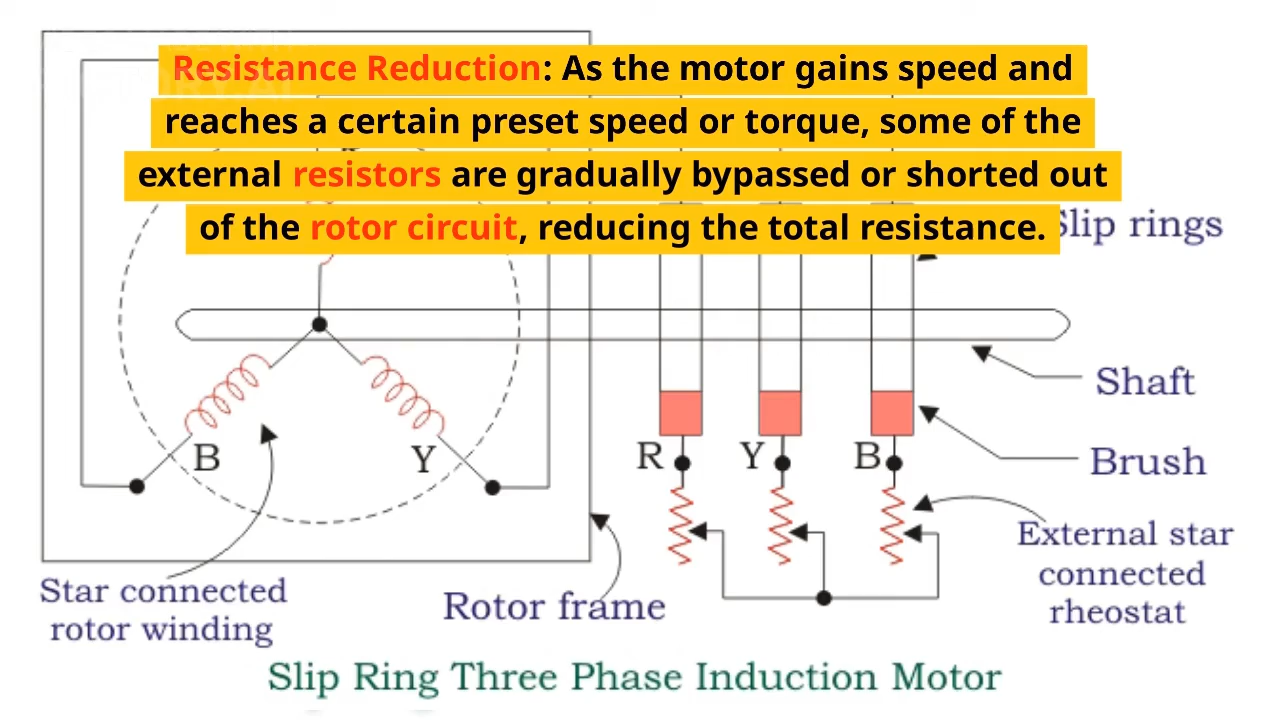 Resistance Reduction: As the motor gains speed and
reaches a certain preset speed or torque, some of the
external resistors are gradually bypassed or shorted out
of the rotor circuit, reducing the total resistance.
Slip rings
Shaft
B
Y
R
Y
B
Brush
External star
connected
rheostat
Star connected
rotor winding
Rotor frame
Slip Ring Three Phase Induction Motor